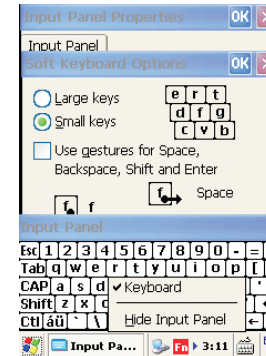 Input Panel Properties OK
Input Panel
Soft Keyboard Options OK
Large keys
Small keys
e r t
d f g
c v b
Use gestures for Space,
Backspace, Shift and Enter
f f
f Space
Input Panel
Esc 1 2 3 4 5 6 7 8 9 0 - =
Tab q w e r t y u i o p [
CAP a s d
Keyboard
Shift z x c
Hide Input Panel
Ctl áü ` \
Input Pa... Fn 3:11